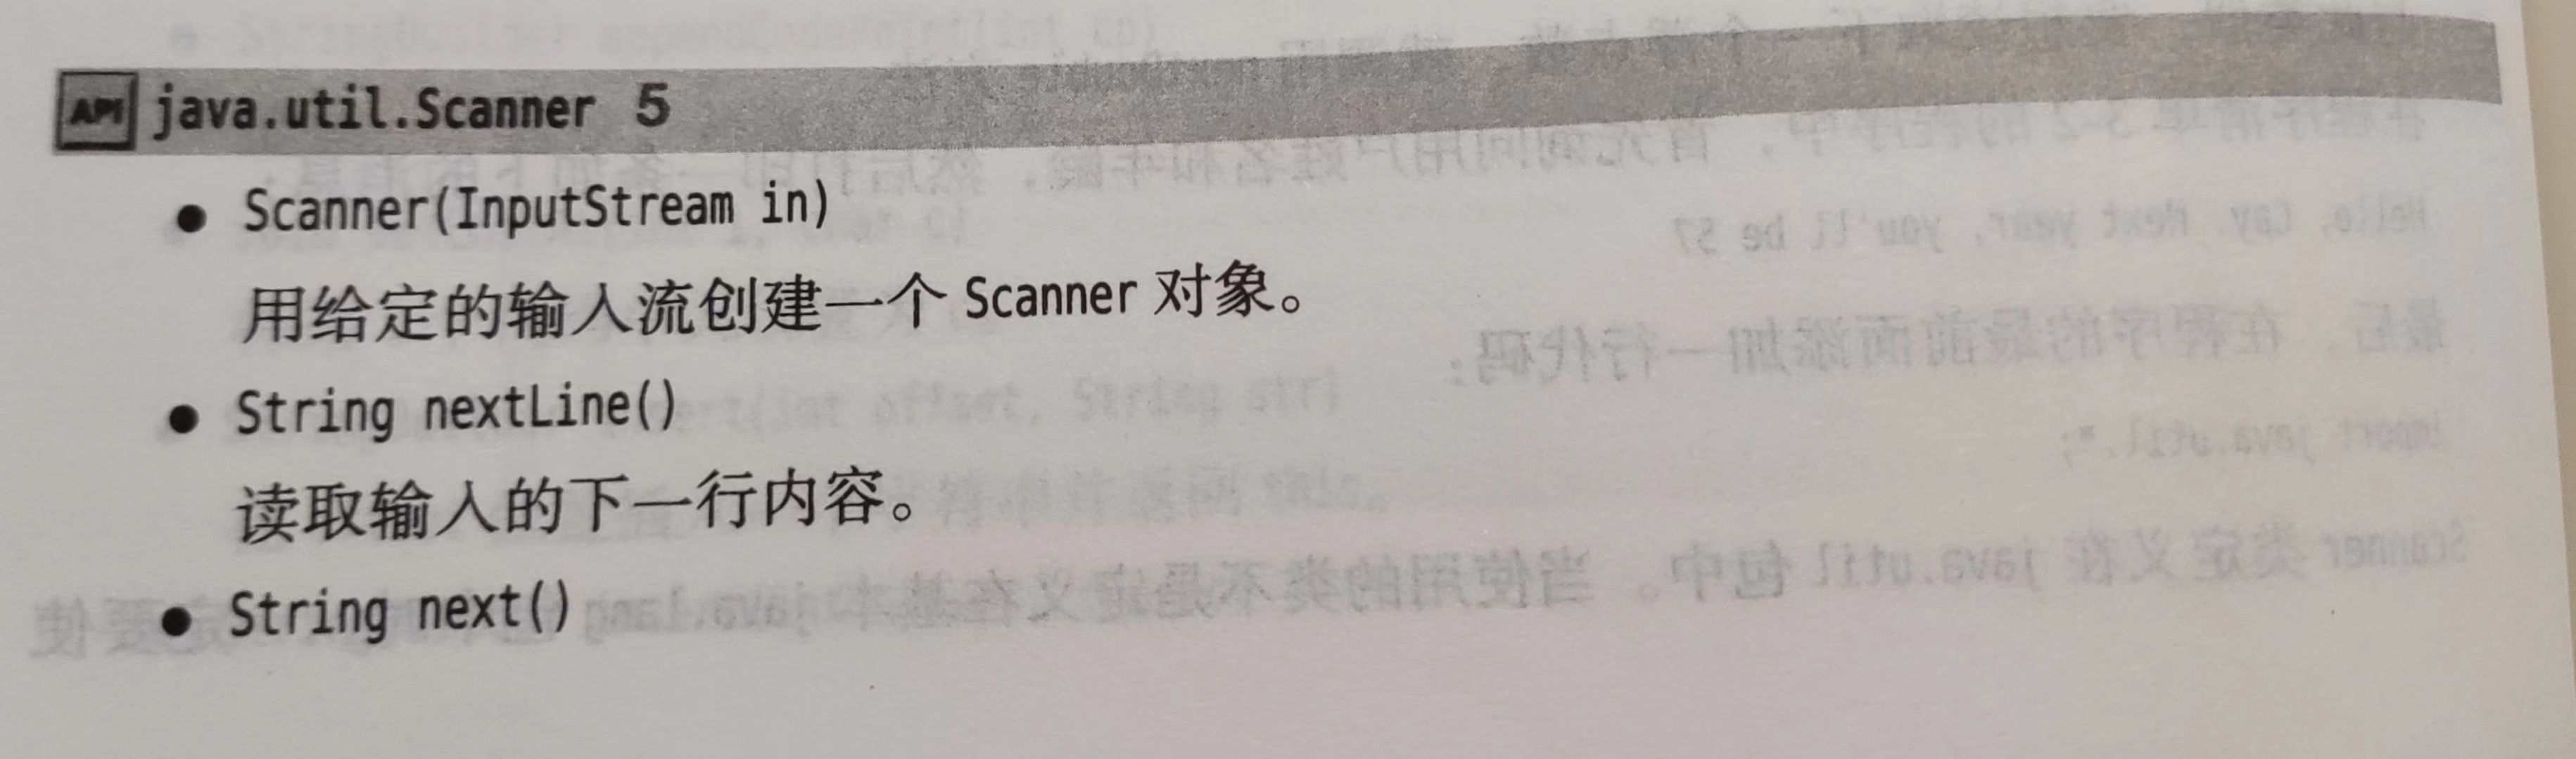 API java.util.Scanner 5
● Scanner(InputStream in)
用给定的输入流创建一个 Scanner 对象。
● String nextLine()
读取输入的下一行内容。
● String next()